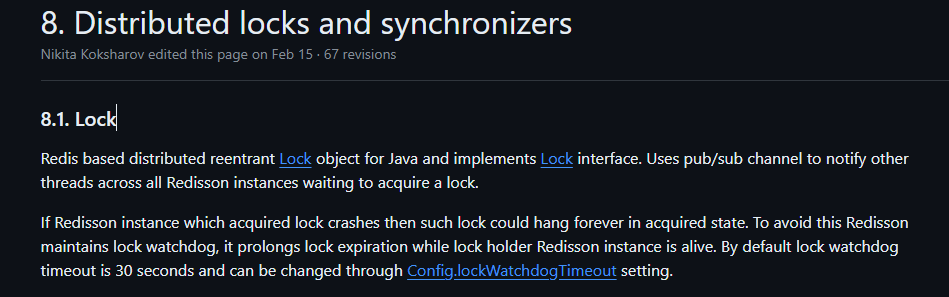 8. Distributed locks and synchronizers
Nikita Koksharov edited this page on Feb 15 · 67 revisions
8.1. Lock
Redis based distributed reentrant Lock object for Java and implements Lock interface. Uses pub/sub channel to notify other
threads across all Redisson instances waiting to acquire a lock.
If Redisson instance which acquired lock crashes then such lock could hang forever in acquired state. To avoid this Redisson
maintains lock watchdog, it prolongs lock expiration while lock holder Redisson instance is alive. By default lock watchdog
timeout is 30 seconds and can be changed through Config.lockWatchdogTimeout setting.